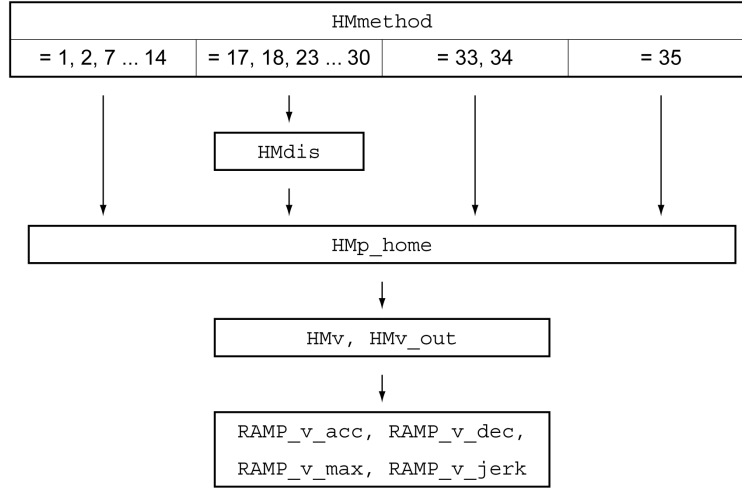 HMmethod
= 1, 2, 7 ... 14
= 17, 18, 23 ... 30
= 33, 34
= 35
HMdis
HMp_home
HMv, HMv_out
RAMP_v_acc, RAMP_v_dec,
RAMP_v_max, RAMP_v_jerk